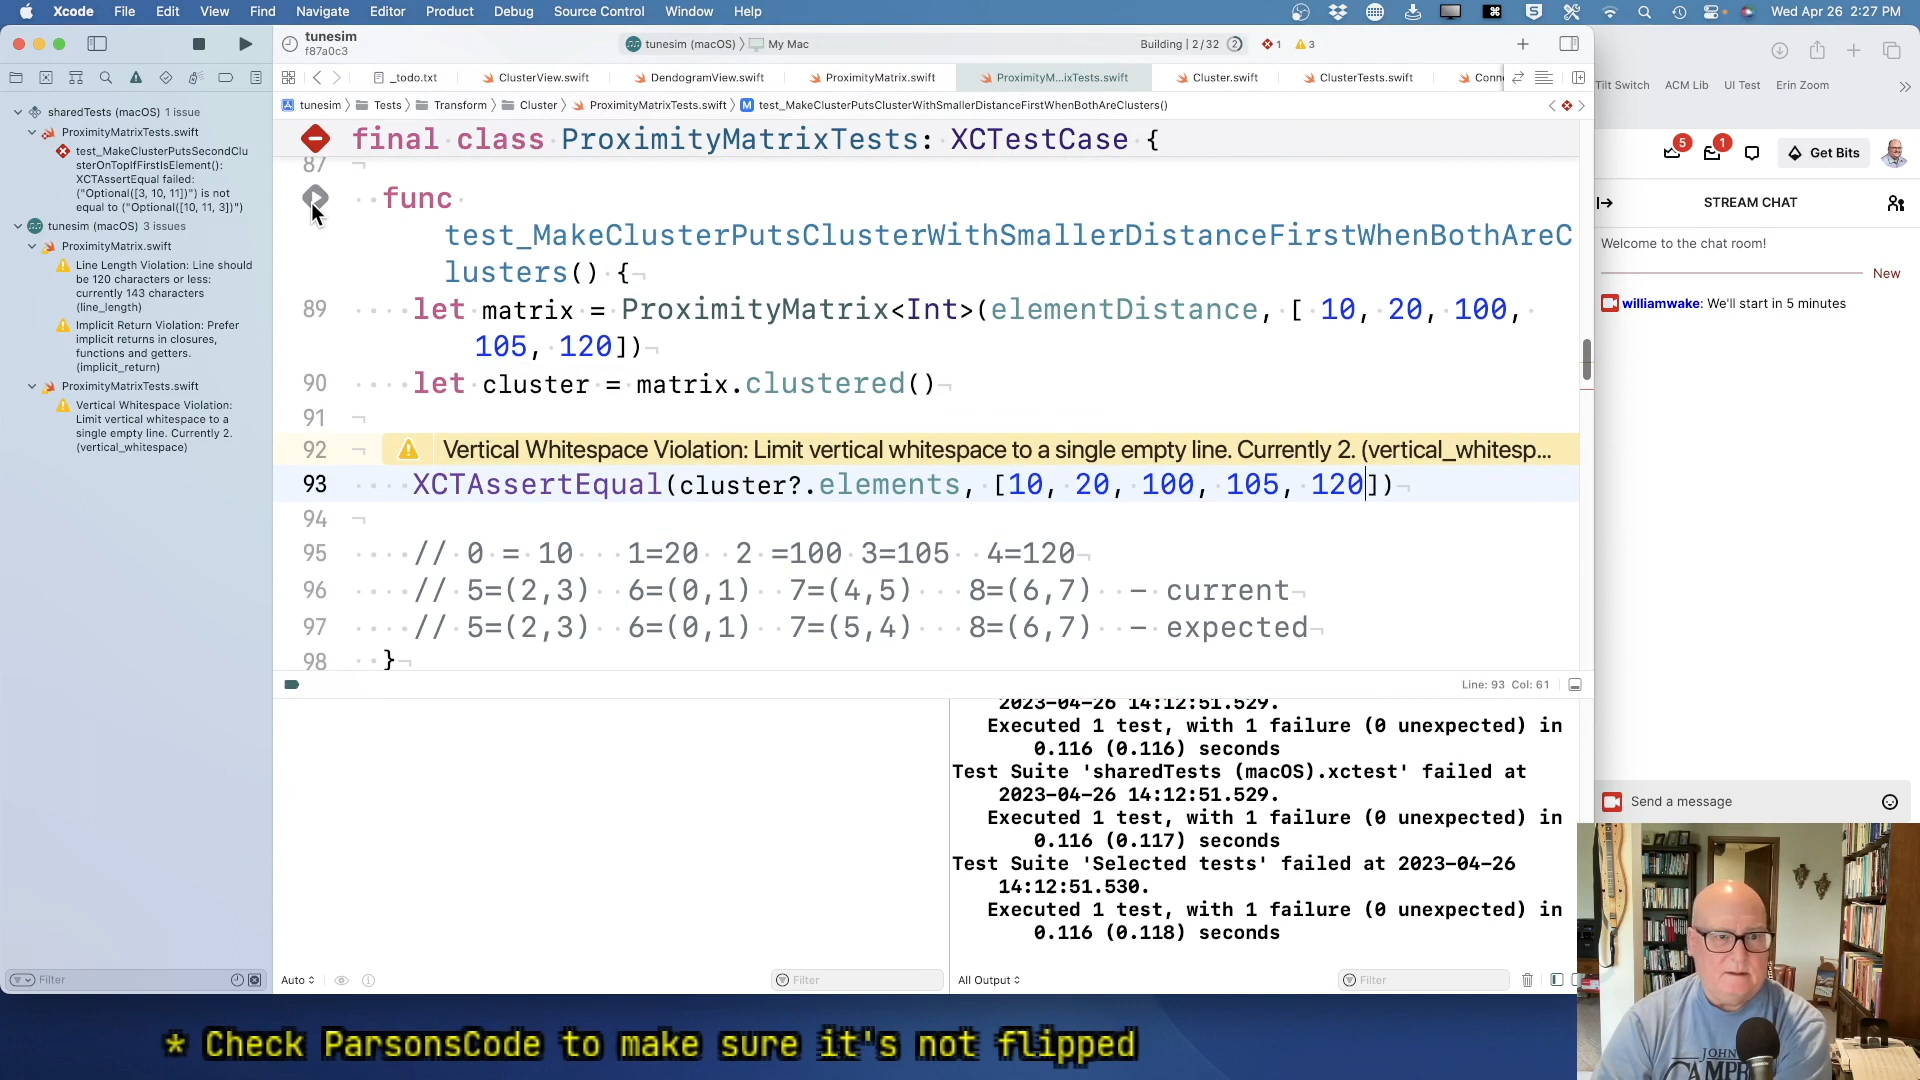 Xcode File Edit View Find Navigate Editor Product Debug Source Control Window Help
Wed Apr 26 2:27 PM
tunesim
f87a0c3
tunesim (macOS) 〉 My Mac
Building | 2/32 2
1
3
_todo.txt ClusterView.swift DendogramView.swift ProximityMatrix.swift ProximityM...ixTests.swift Cluster.swift ClusterTests.swift Conn
tunesim 〉 Tests 〉 Transform 〉 Cluster 〉 ProximityMatrixTests.swift 〉 M test_MakeClusterPutsClusterWithSmallerDistanceFirstWhenBothAreClusters()
sharedTests (macOS) 1 issue
ProximityMatrixTests.swift
test_MakeClusterPutsSecondClu
sterOnTopIfFirstIsElement():
XCTAssertEqual failed:
("Optional([3, 10, 11])") is not
equal to ("Optional([10, 11, 3])")
tunesim (macOS) 3 issues
ProximityMatrix.swift
Line Length Violation: Line should
be 120 characters or less:
currently 143 characters
(line_length)
Implicit Return Violation: Prefer
implicit returns in closures,
functions and getters.
(implicit_return)
ProximityMatrixTests.swift
Vertical Whitespace Violation:
Limit vertical whitespace to a
single empty line. Currently 2.
(vertical_whitespace)
Filter
final class ProximityMatrixTests: XCTestCase {
87
func
test_MakeClusterPutsClusterWithSmallerDistanceFirstWhenBothAreC
lusters() {
89 let matrix = ProximityMatrix<Int>(elementDistance, [ 10, 20, 100,
105, 120])
90 let cluster = matrix.clustered()
91
92 Vertical Whitespace Violation: Limit vertical whitespace to a single empty line. Currently 2. (vertical_whitesp...
93 XCTAssertEqual(cluster?.elements, [10, 20, 100, 105, 120])
94
95 // 0 = 10 1=20 2 =100 3=105 4=120
96 // 5=(2,3) 6=(0,1) 7=(4,5) 8=(6,7) – current
97 // 5=(2,3) 6=(0,1) 7=(5,4) 8=(6,7) – expected
98 }
Line: 93 Col: 61
2023-04-26 14:12:51.529.
Executed 1 test, with 1 failure (0 unexpected) in
0.116 (0.116) seconds
Test Suite 'sharedTests (macOS).xctest' failed at
2023-04-26 14:12:51.529.
Executed 1 test, with 1 failure (0 unexpected) in
0.116 (0.117) seconds
Test Suite 'Selected tests' failed at 2023-04-26
14:12:51.530.
Executed 1 test, with 1 failure (0 unexpected) in
0.116 (0.118) seconds
Auto
Filter
All Output
Filter
Tilt Switch ACM Lib UI Test Erin Zoom
5
1
Get Bits
STREAM CHAT
Welcome to the chat room!
New
williamwake: We'll start in 5 minutes
Send a message
* Check ParsonsCode to make sure it's not flipped
JOHN